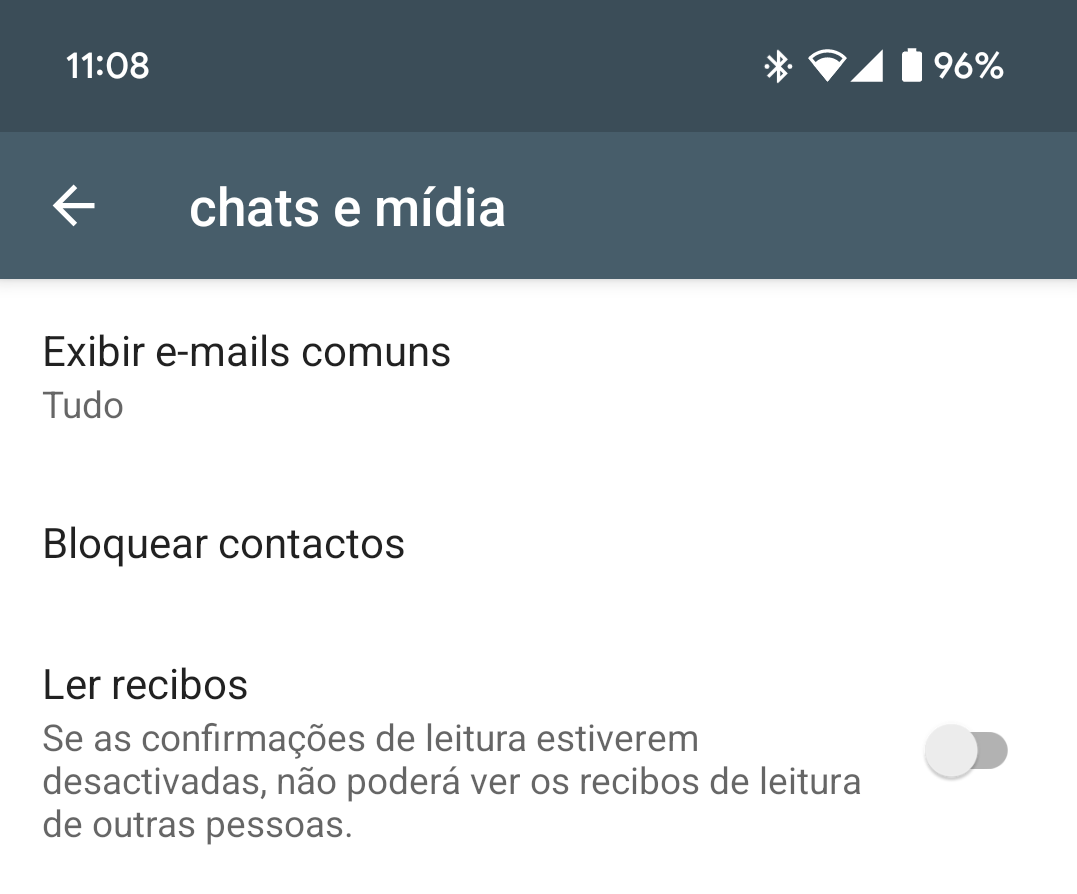 11:08 96%
chats e mídia
Exibir e-mails comuns
Tudo
Bloquear contactos
Ler recibos
Se as confirmações de leitura estiverem
desactivadas, não poderá ver os recibos de leitura
de outras pessoas.